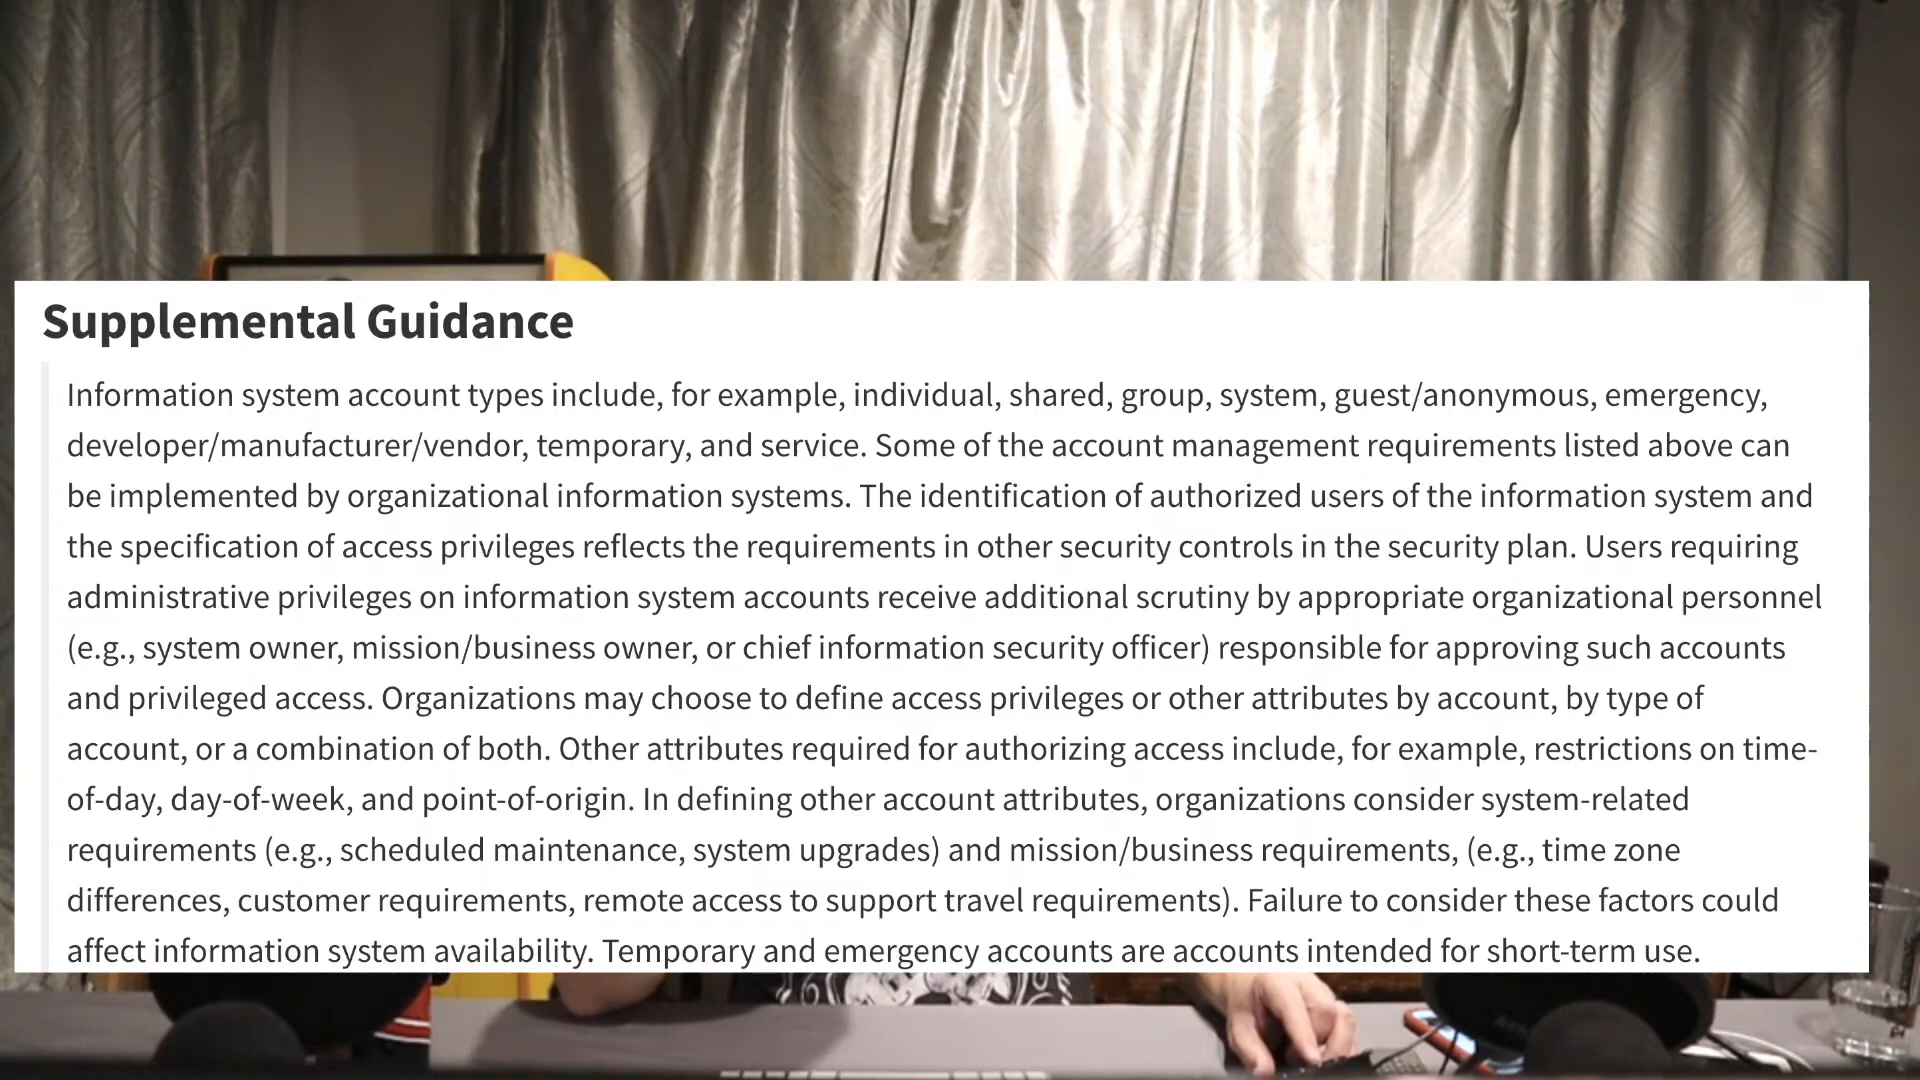 Supplemental Guidance
Information system account types include, for example, individual, shared, group, system, guest/anonymous, emergency,
developer/manufacturer/vendor, temporary, and service. Some of the account management requirements listed above can
be implemented by organizational information systems. The identification of authorized users of the information system and
the specification of access privileges reflects the requirements in other security controls in the security plan. Users requiring
administrative privileges on information system accounts receive additional scrutiny by appropriate organizational personnel
(e.g., system owner, mission/business owner, or chief information security officer) responsible for approving such accounts
and privileged access. Organizations may choose to define access privileges or other attributes by account, by type of
account, or a combination of both. Other attributes required for authorizing access include, for example, restrictions on time-
of-day, day-of-week, and point-of-origin. In defining other account attributes, organizations consider system-related
requirements (e.g., scheduled maintenance, system upgrades) and mission/business requirements, (e.g., time zone
differences, customer requirements, remote access to support travel requirements). Failure to consider these factors could
affect information system availability. Temporary and emergency accounts are accounts intended for short-term use.